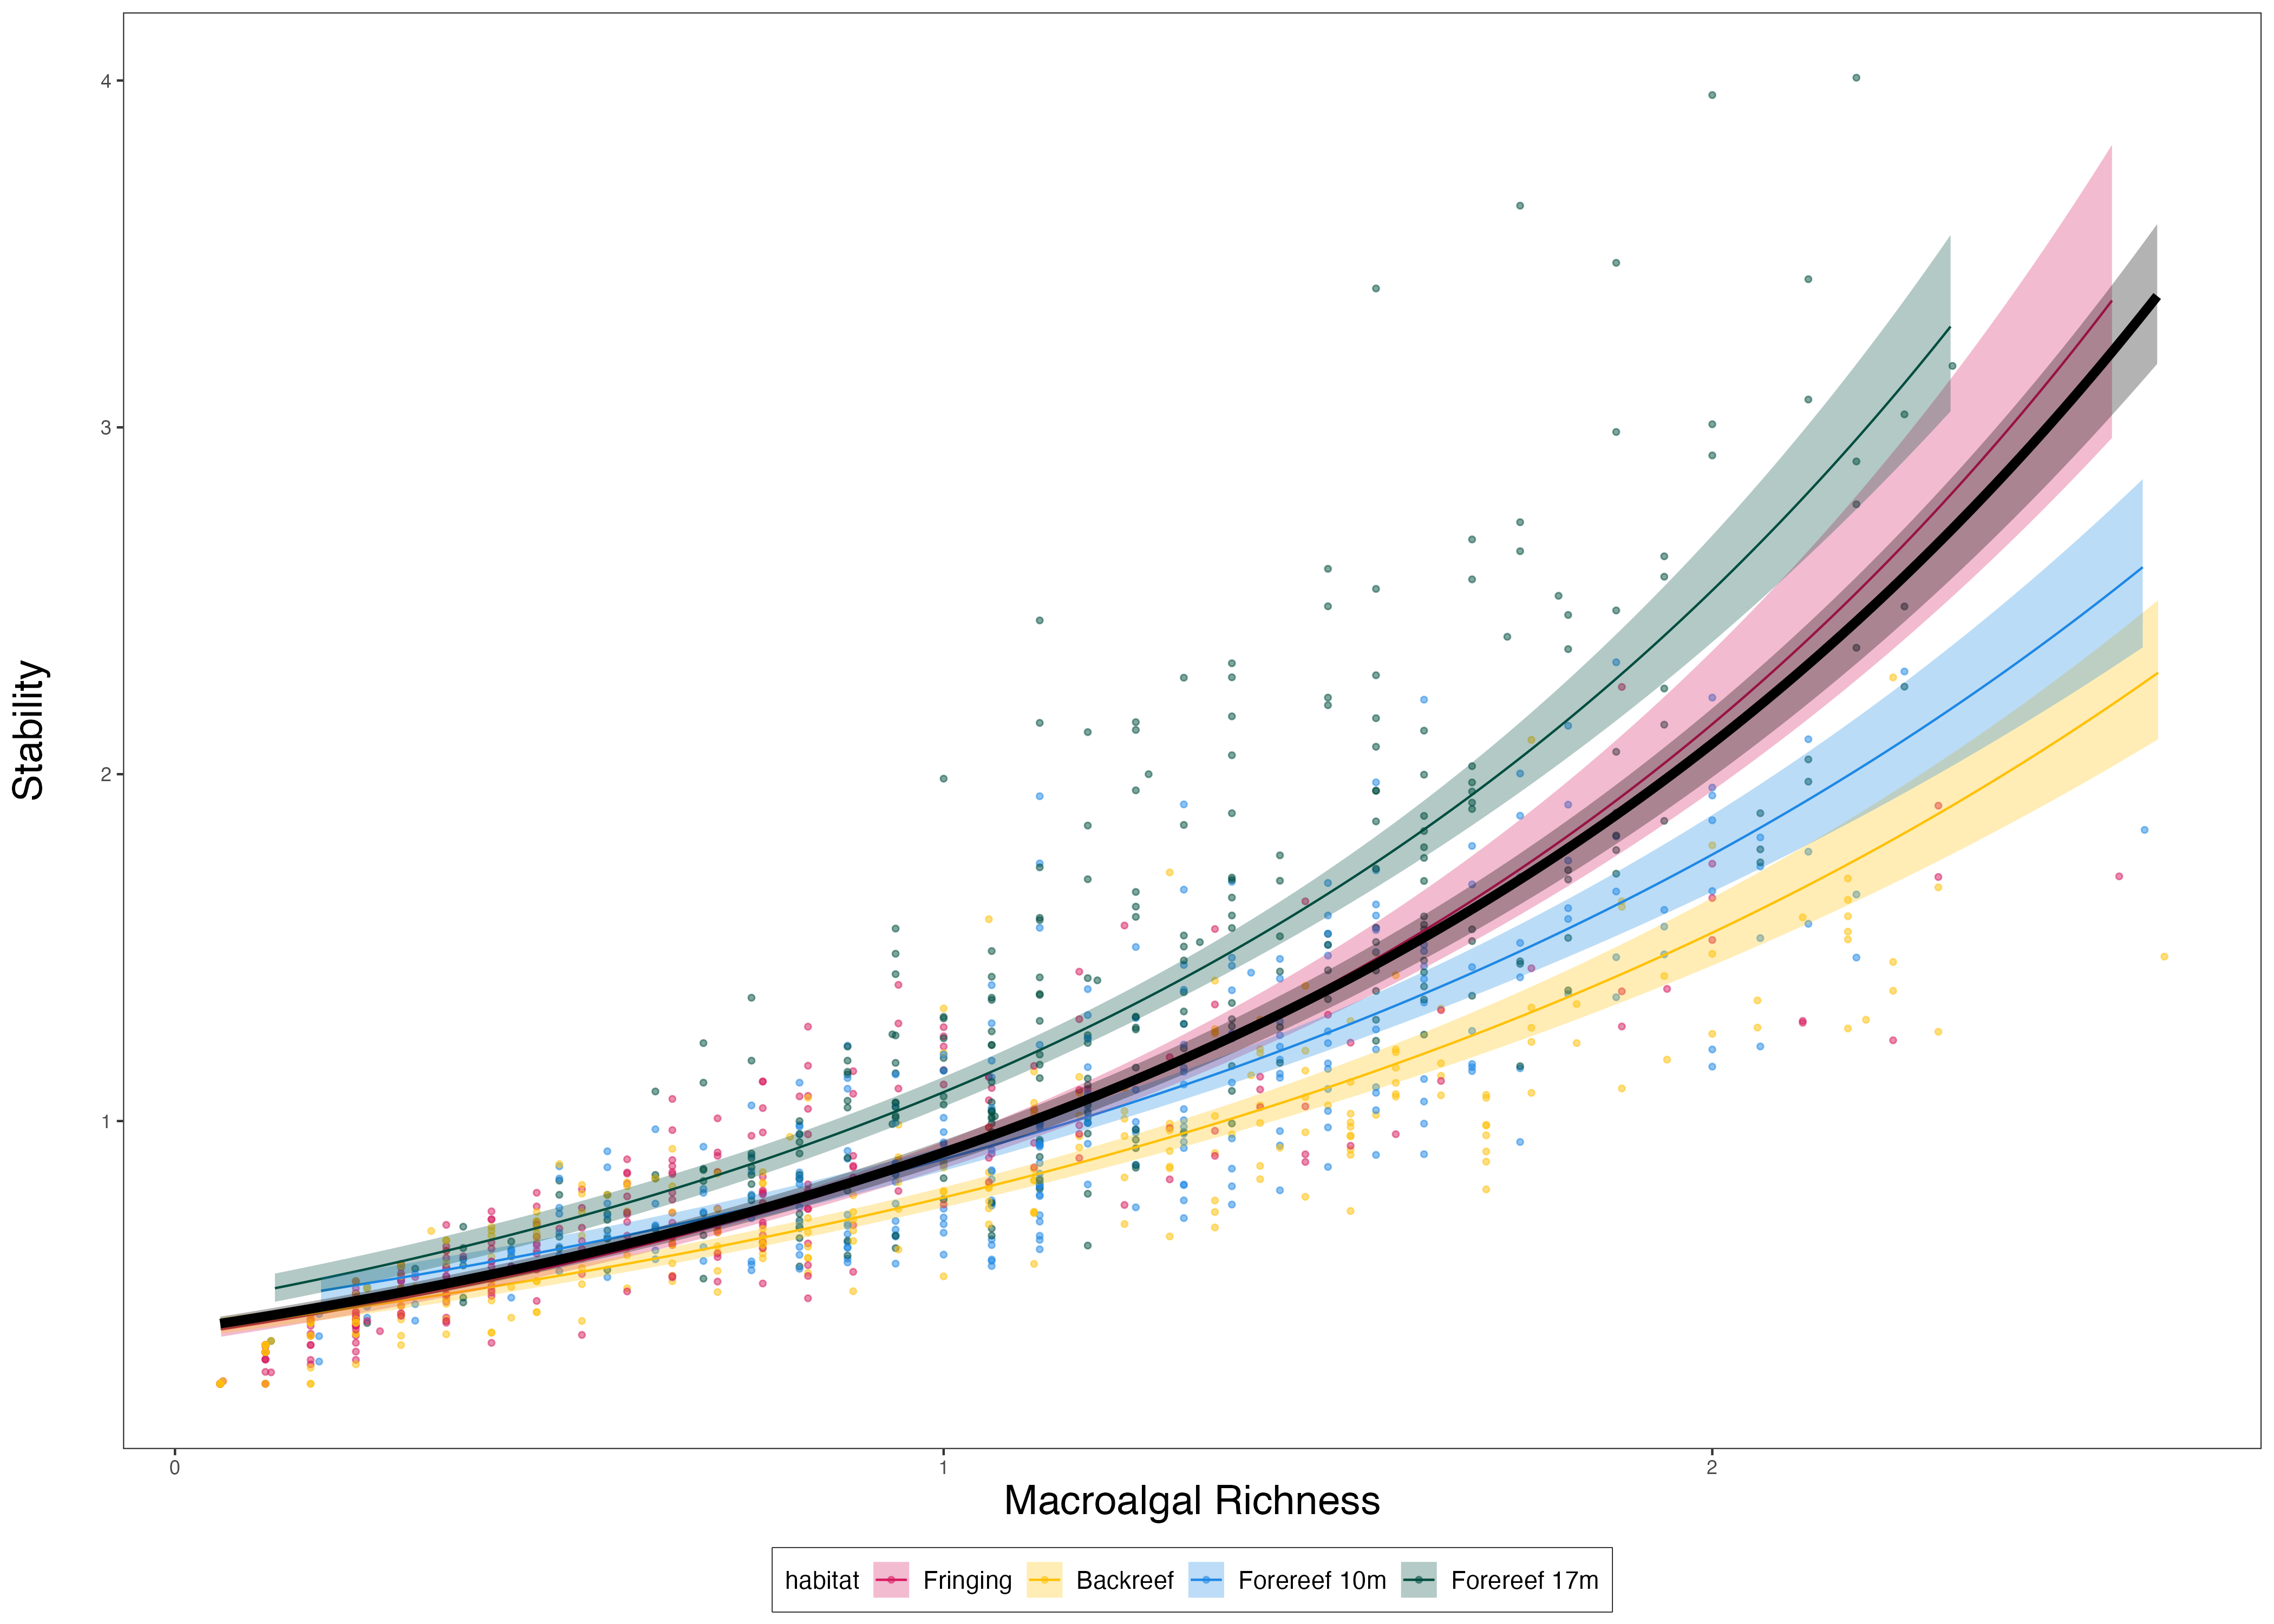 4
3
2
1
Stability
0 1 2
Macroalgal Richness
habitat Fringing Backreef Forereef 10m Forereef 17m